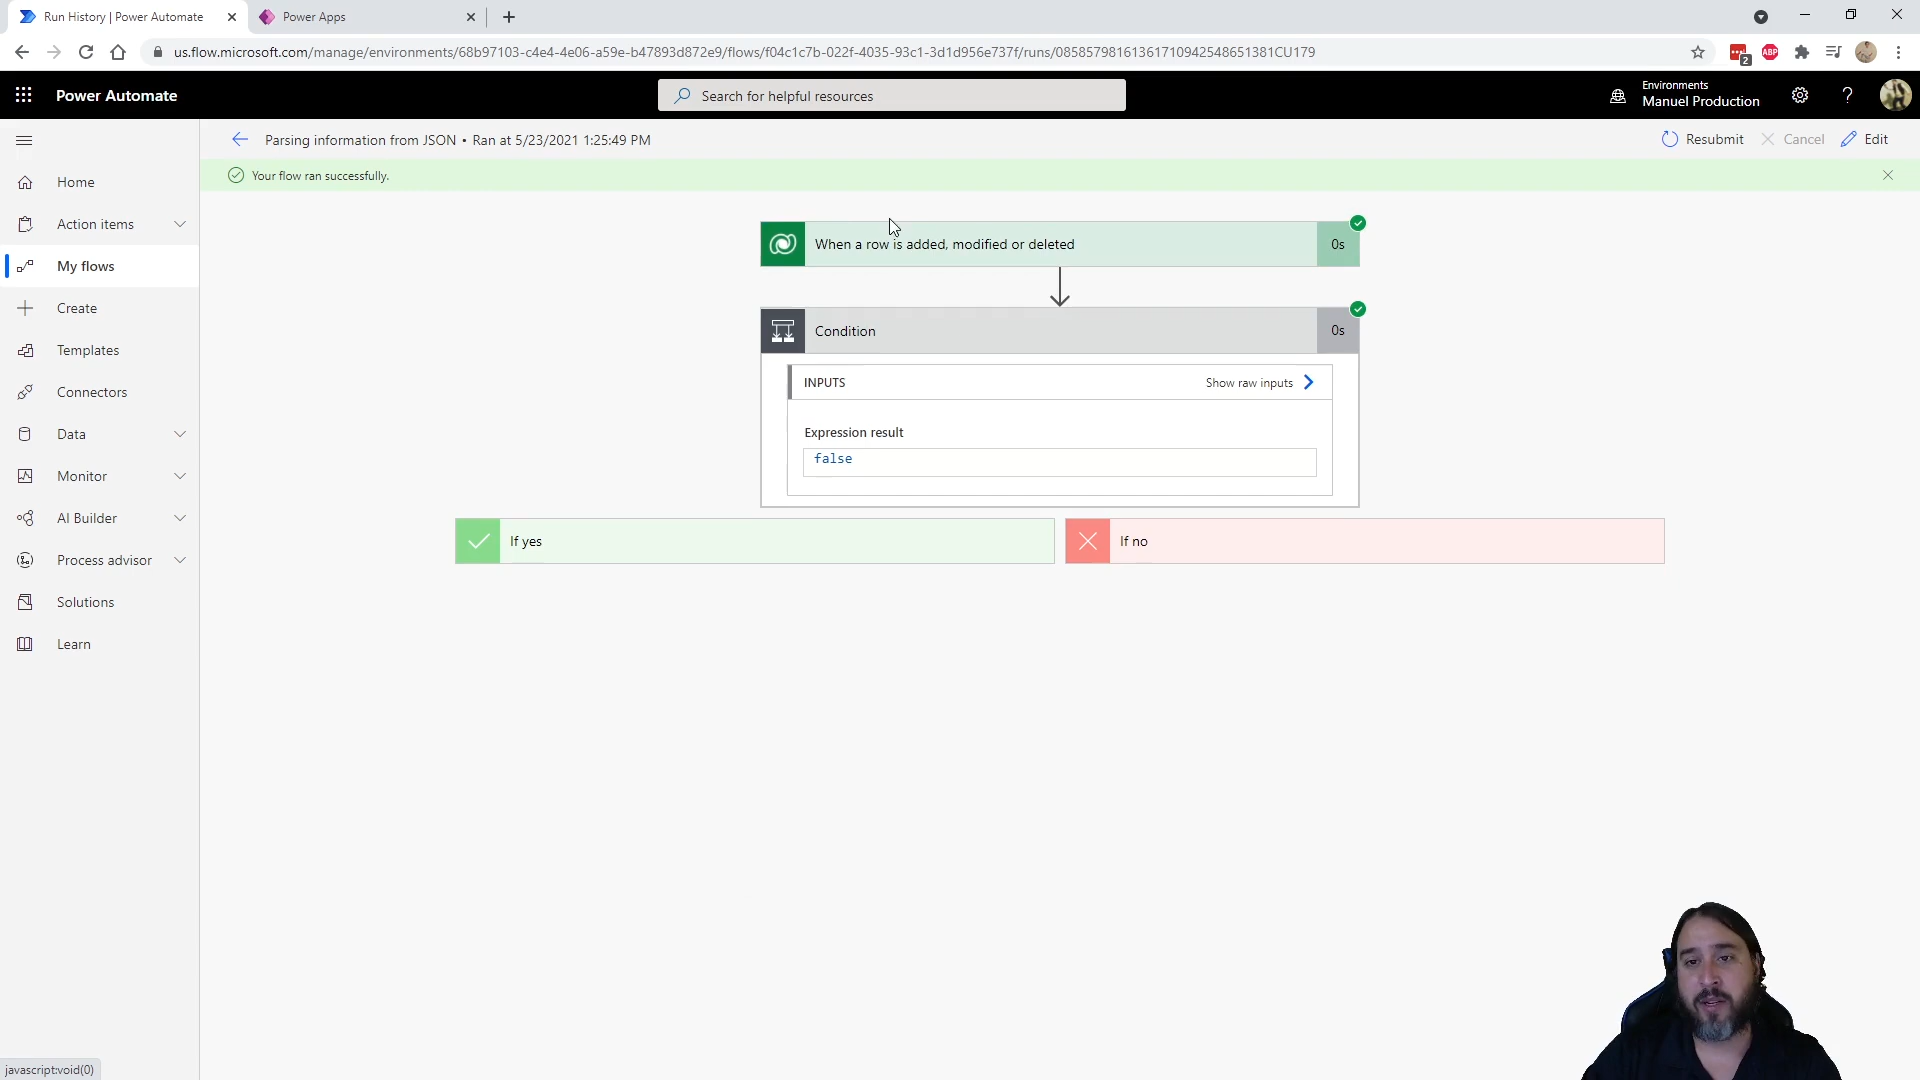 Run History | Power Automate
Power Apps
us.flow.microsoft.com/manage/environments/68b97103-c4e4-4e06-a59e-b47893d872e9/flows/f04c1c7b-022f-4035-93c1-3d1d956e737f/runs/08585798161361710942548651381CU179
2
ABP
Power Automate
Search for helpful resources
Environments
Manuel Production
?
Parsing information from JSON • Ran at 5/23/2021 1:25:49 PM
Resubmit
Cancel
Edit
Your flow ran successfully.
Home
Action items
My flows
Create
Templates
Connectors
Data
Monitor
AI Builder
Process advisor
Solutions
Learn
When a row is added, modified or deleted
0s
Condition
0s
INPUTS
Show raw inputs
Expression result
false
If yes
If no
javascript:void(0)